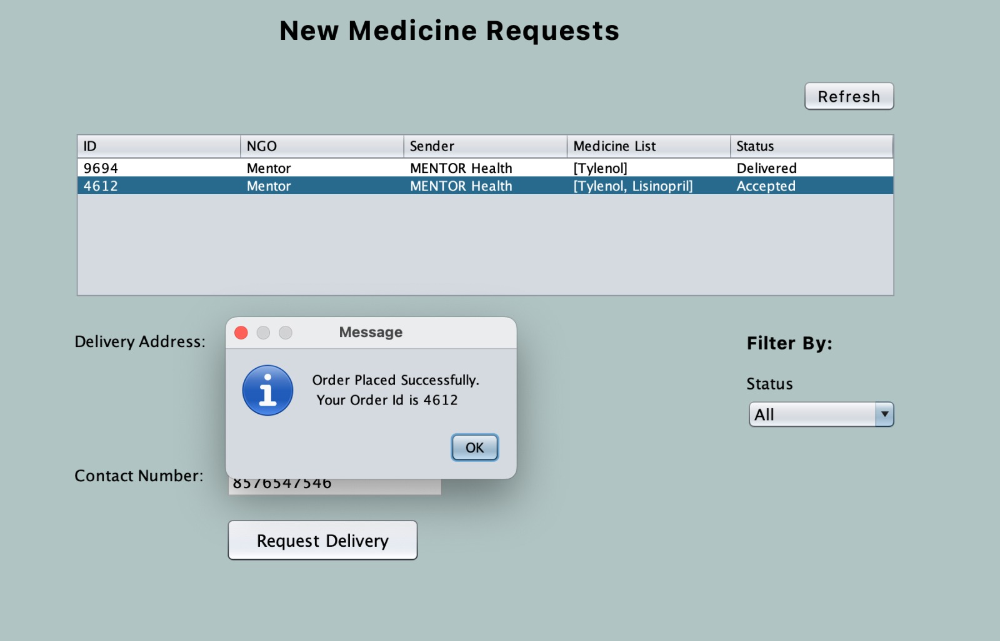 New Medicine Requests
Refresh
ID NGO Sender Medicine List Status
9694 Mentor MENTOR Health [Tylenol] Delivered
4612 Mentor MENTOR Health [Tylenol, Lisinopril] Accepted
Delivery Address:
Message
Order Placed Successfully.
Your Order Id is 4612
OK
Filter By:
Status
All
Contact Number:
8576547546
Request Delivery